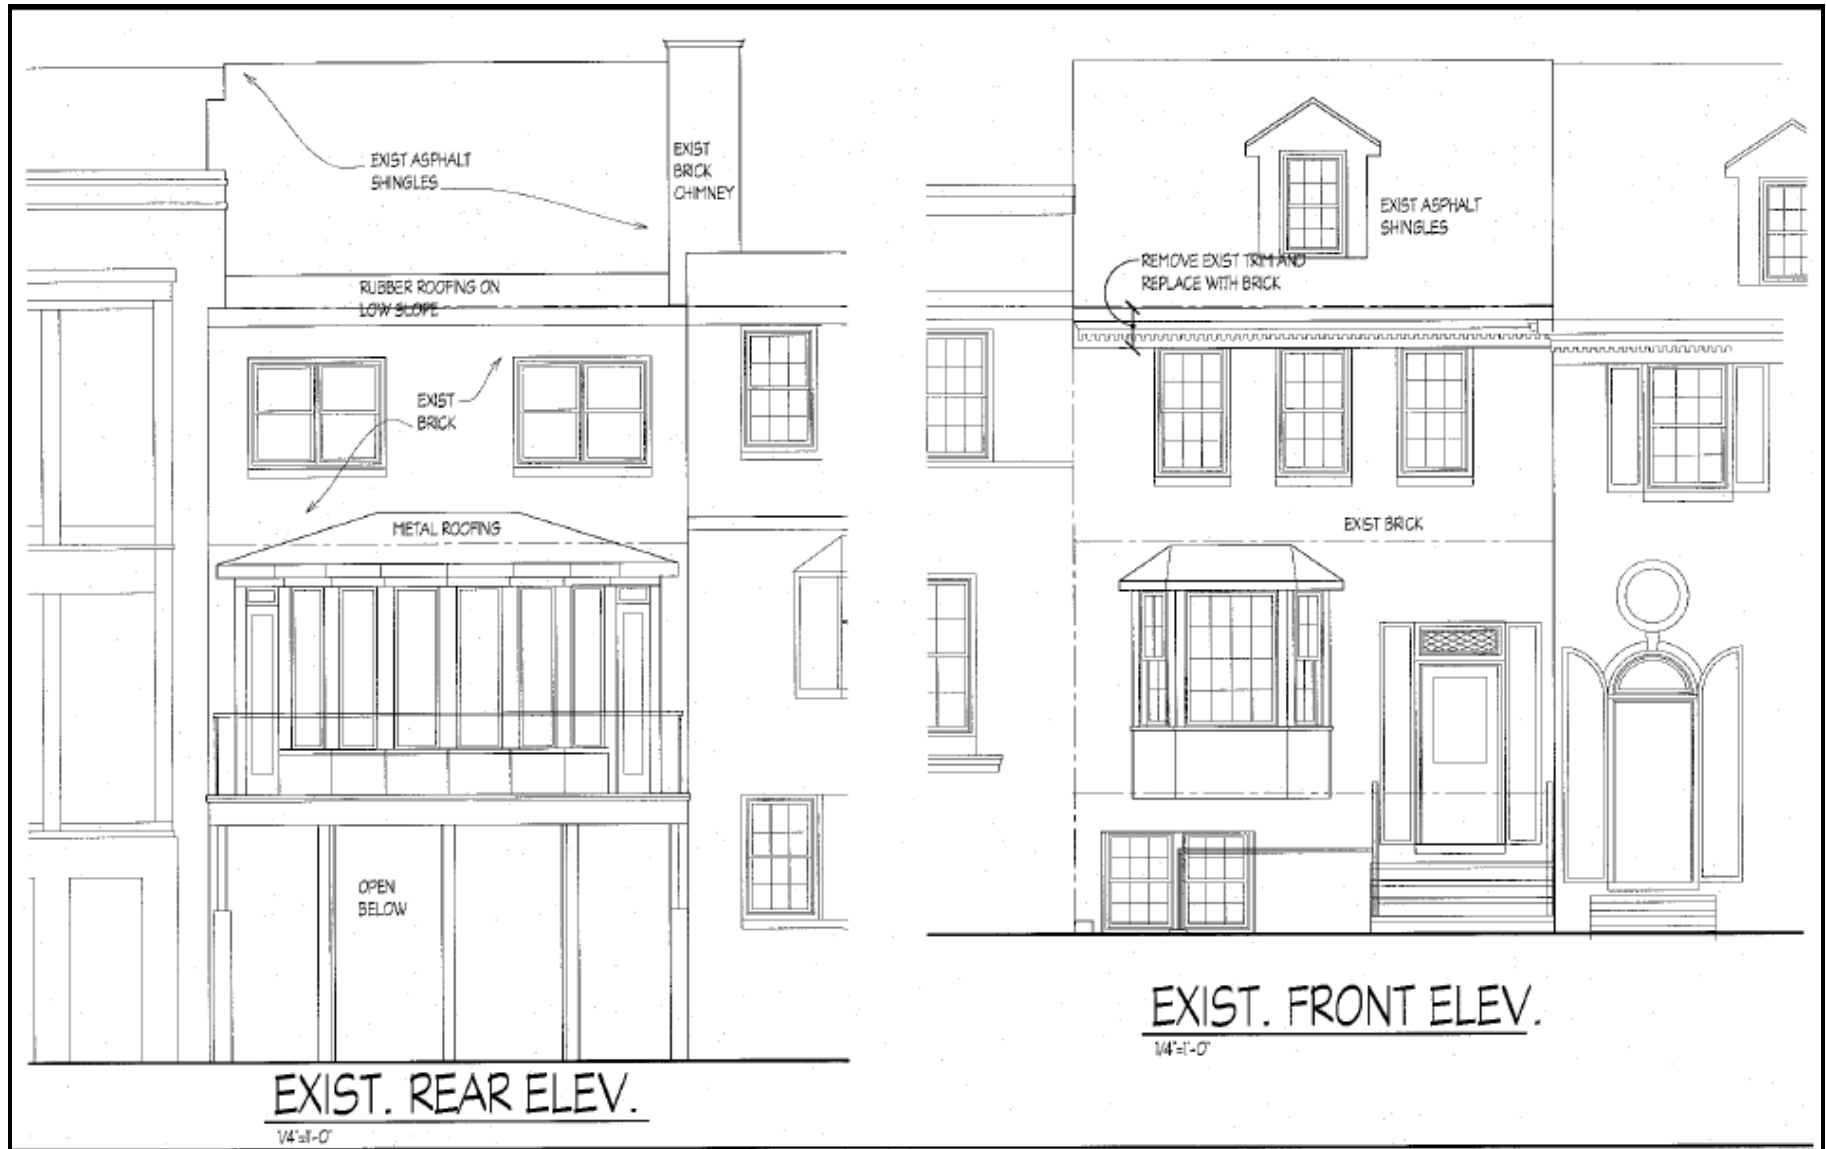 EXIST ASPHALT
SHINGLES
EXIST
BRICK
CHIMNEY
RUBBER ROOFING ON
LOW SLOPE
EXIST
BRICK
METAL ROOFING
OPEN
BELOW
EXIST. REAR ELEV.
1/4"=1'-0"
EXIST ASPHALT
SHINGLES
REMOVE EXIST TRIM AND
REPLACE WITH BRICK
EXIST BRICK
EXIST. FRONT ELEV.
1/4"=1'-0"